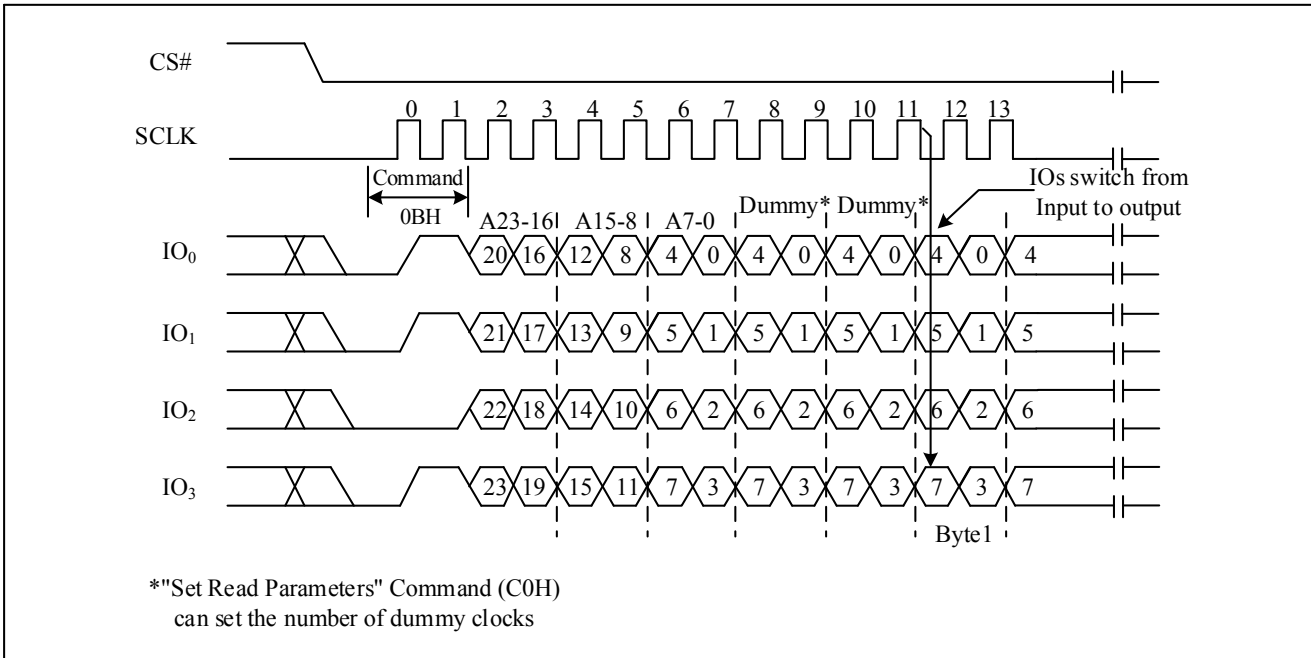 CS#
0 1 2 3 4 5 6 7 8 9 10 11 12 13
SCLK
Command
0BH
IOs switch from
Input to output
A23-16 A15-8 A7-0 Dummy* Dummy*
IO0 20 16 12 8 4 0 4 0 4 0 4 0 4
IO1 21 17 13 9 5 1 5 1 5 1 5 1 5
IO2 22 18 14 10 6 2 6 2 6 2 6 2 6
IO3 23 19 15 11 7 3 7 3 7 3 7 3 7
Byte1
*"Set Read Parameters" Command (C0H)
can set the number of dummy clocks